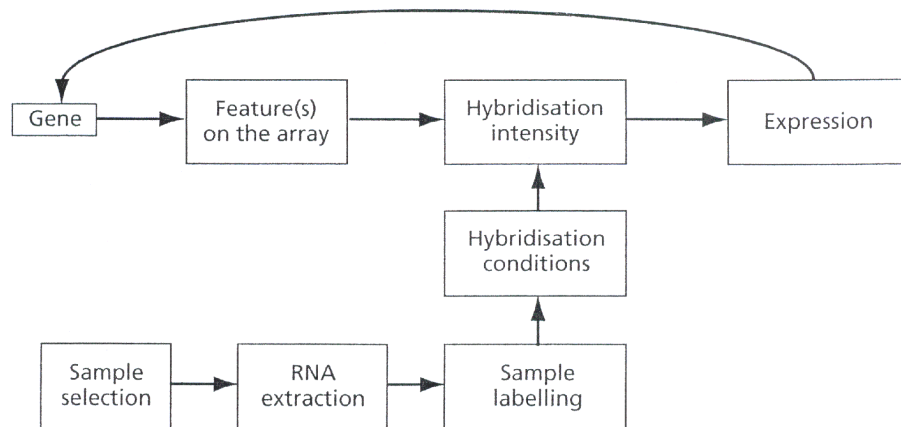 Gene
Feature(s)
on the array
Hybridisation
intensity
Expression
Hybridisation
conditions
Sample
selection
RNA
extraction
Sample
labelling